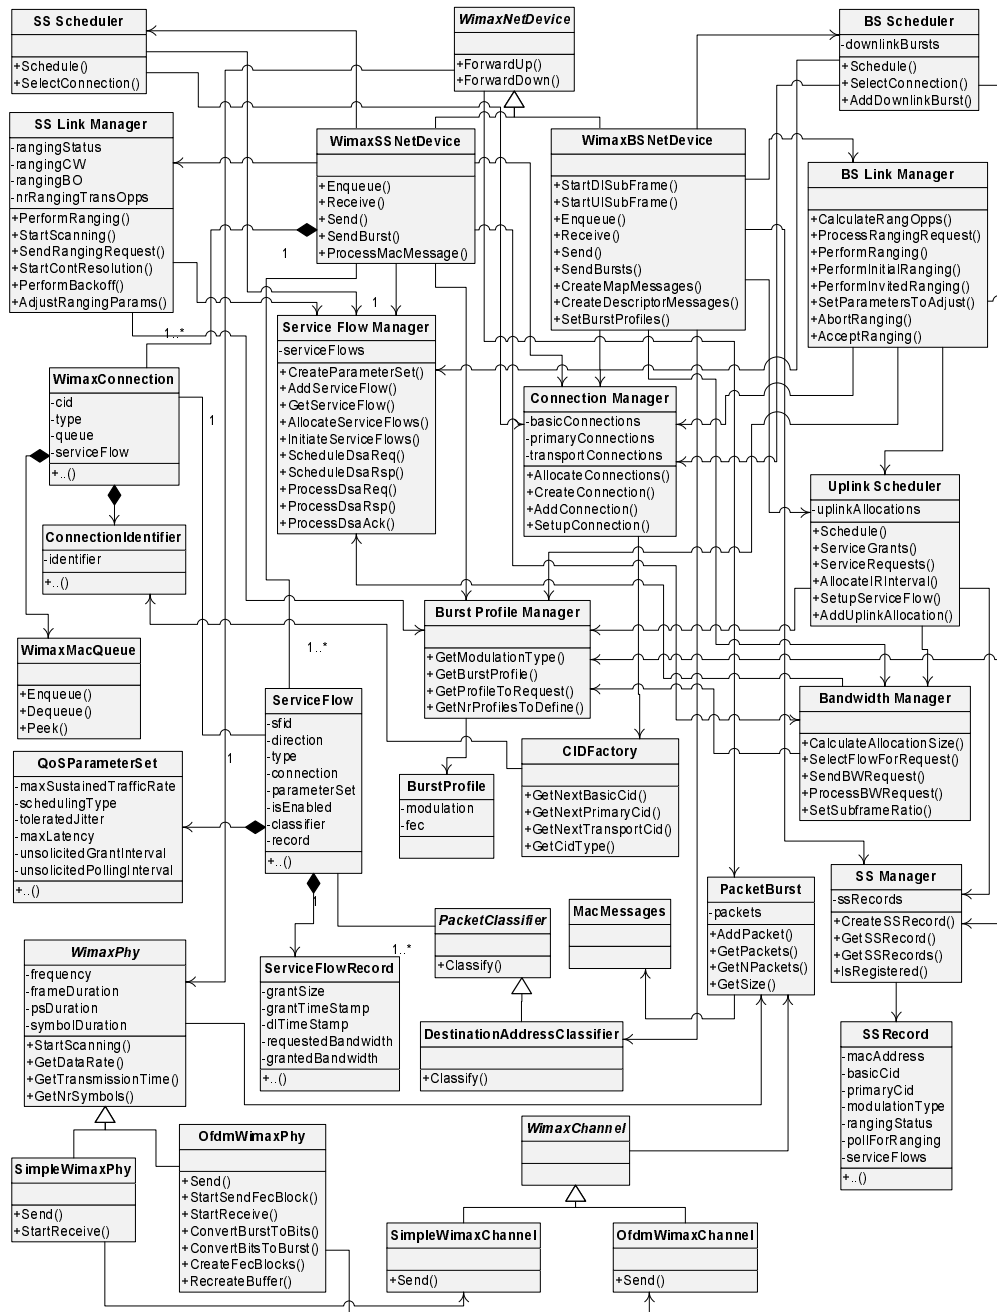 SS Scheduler
+Schedule()
+SelectConnection()
WimaxNetDevice
+ForwardUp()
+ForwardDown()
BS Scheduler
-downlinkBursts
+Schedule()
+SelectConnection()
+AddDownlinkBurst()
SS Link Manager
-rangingStatus
-rangingCW
-rangingBO
-nrRangingTransOpps
+PerformRanging()
+StartScanning()
+SendRangingRequest()
+StartContResolution()
+PerformBackoff()
+AdjustRangingParams()
WimaxSSNetDevice
+Enqueue()
+Receive()
+Send()
+SendBurst()
+ProcessMacMessage()
WimaxBSNetDevice
+StartDlSubFrame()
+StartUlSubFrame()
+Enqueue()
+Receive()
+Send()
+SendBursts()
+CreateMapMessages()
+CreateDescriptorMessages()
+SetBurstProfiles()
BS Link Manager
+CalculateRangOpps()
+ProcessRangingRequest()
+PerformRanging()
+PerformInitialRanging()
+PerformInvitedRanging()
+SetParametersToAdjust()
+AbortRanging()
+AcceptRanging()
1
1
1..*
Service Flow Manager
-serviceFlows
+CreateParameterSet()
+AddServiceFlow()
+GetServiceFlow()
+AllocateServiceFlows()
+InitiateServiceFlows()
+ScheduleDsaReq()
+ScheduleDsaRsp()
+ProcessDsaReq()
+ProcessDsaRsp()
+ProcessDsaAck()
WimaxConnection
-cid
-type
-queue
-serviceFlow
+..()
1
Connection Manager
-basicConnections
-primaryConnections
-transportConnections
+AllocateConnections()
+CreateConnection()
+AddConnection()
+SetupConnection()
Uplink Scheduler
-uplinkAllocations
+Schedule()
+ServiceGrants()
+ServiceRequests()
+AllocateIRInterval()
+SetupServiceFlow()
+AddUplinkAllocation()
ConnectionIdentifier
-identifier
+..()
Burst Profile Manager
+GetModulationType()
+GetBurstProfile()
+GetProfileToRequest()
+GetNrProfilesToDefine()
WimaxMacQueue
+Enqueue()
+Dequeue()
+Peek()
1..*
ServiceFlow
-sfid
-direction
-type
-connection
-parameterSet
-isEnabled
-classifier
-record
+..()
Bandwidth Manager
+CalculateAllocationSize()
+SelectFlowForRequest()
+SendBWRequest()
+ProcessBWRequest()
+SetSubframeRatio()
QoSParameterSet
-maxSustainedTrafficRate
-schedulingType
-toleratedJitter
-maxLatency
-unsolicitedGrantInterval
-unsolicitedPollingInterval
+..()
1
BurstProfile
-modulation
-fec
CIDFactory
+GetNextBasicCid()
+GetNextPrimaryCid()
+GetNextTransportCid()
+GetCidType()
SS Manager
-ssRecords
+CreateSSRecord()
+GetSSRecord()
+GetSSRecords()
+IsRegistered()
PacketBurst
-packets
+AddPacket()
+GetPackets()
+GetNPackets()
+GetSize()
MacMessages
PacketClassifier
+Classify()
1
1..*
WimaxPhy
-frequency
-frameDuration
-psDuration
-symbolDuration
+StartScanning()
+GetDataRate()
+GetTransmissionTime()
+GetNrSymbols()
ServiceFlowRecord
-grantSize
-grantTimeStamp
-dlTimeStamp
-requestedBandwidth
-grantedBandwidth
+..()
DestinationAddressClassifier
+Classify()
SSRecord
-macAddress
-basicCid
-primaryCid
-modulationType
-rangingStatus
-pollForRanging
-serviceFlows
+..()
WimaxChannel
SimpleWimaxPhy
+Send()
+StartReceive()
OfdmWimaxPhy
+Send()
+StartSendFecBlock()
+StartReceive()
+ConvertBurstToBits()
+ConvertBitsToBurst()
+CreateFecBlocks()
+RecreateBuffer()
SimpleWimaxChannel
+Send()
OfdmWimaxChannel
+Send()